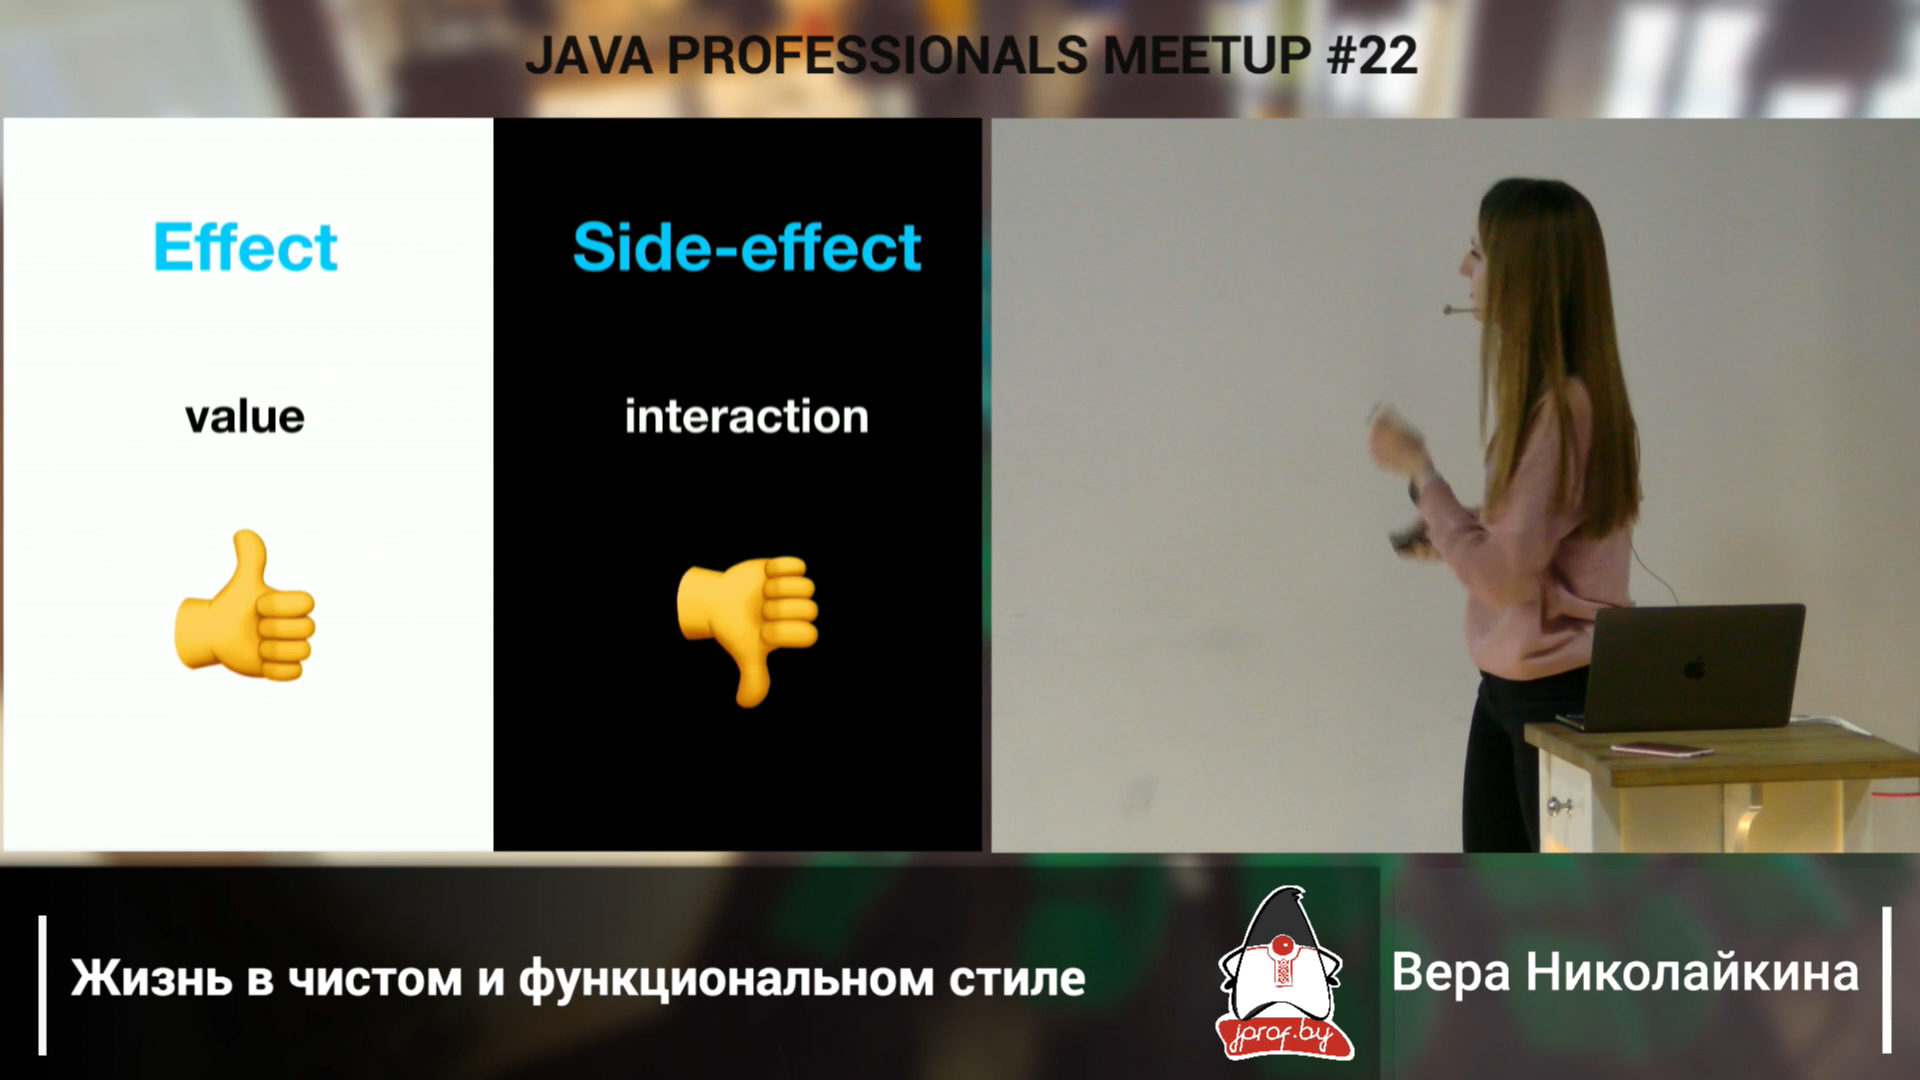 JAVA PROFESSIONALS MEETUP #22
Effect
Side-effect
value
interaction
Жизнь в чистом и функциональном стиле
jprof.by
Вера Николайкина